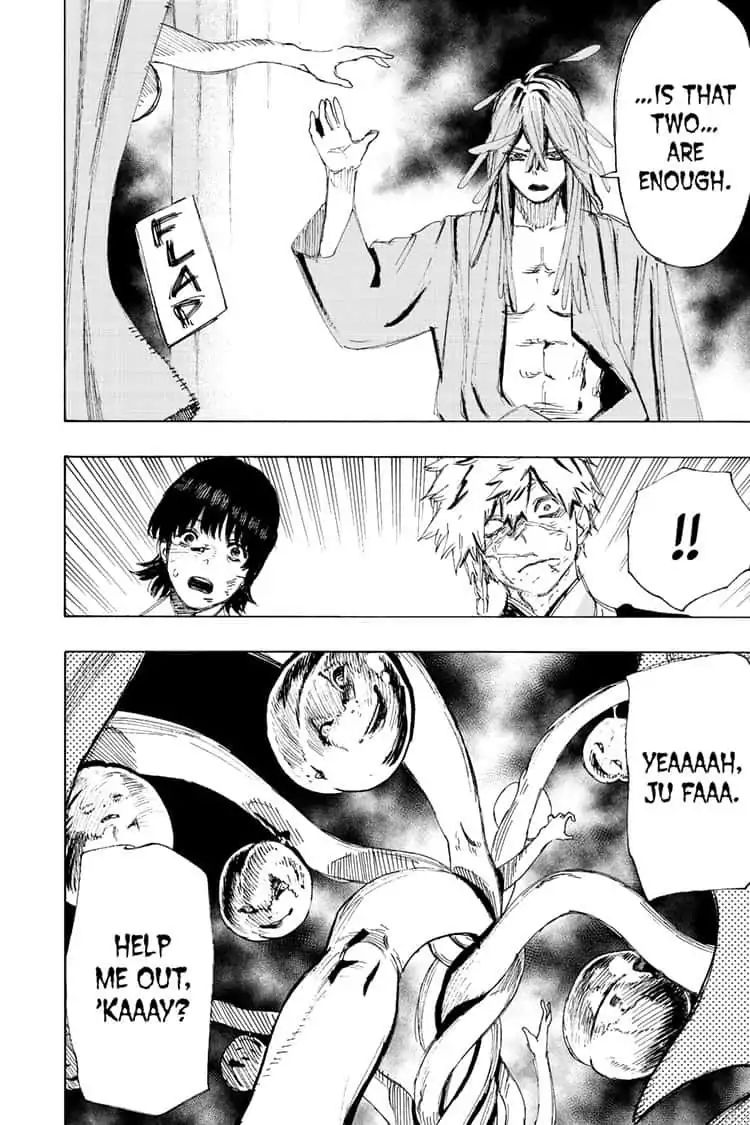 ...IS THAT
TWO...
ARE
ENOUGH.
FLAP
!!
YEAAAAH,
JU FAAA.
HELP
ME OUT,
'KAAAY?